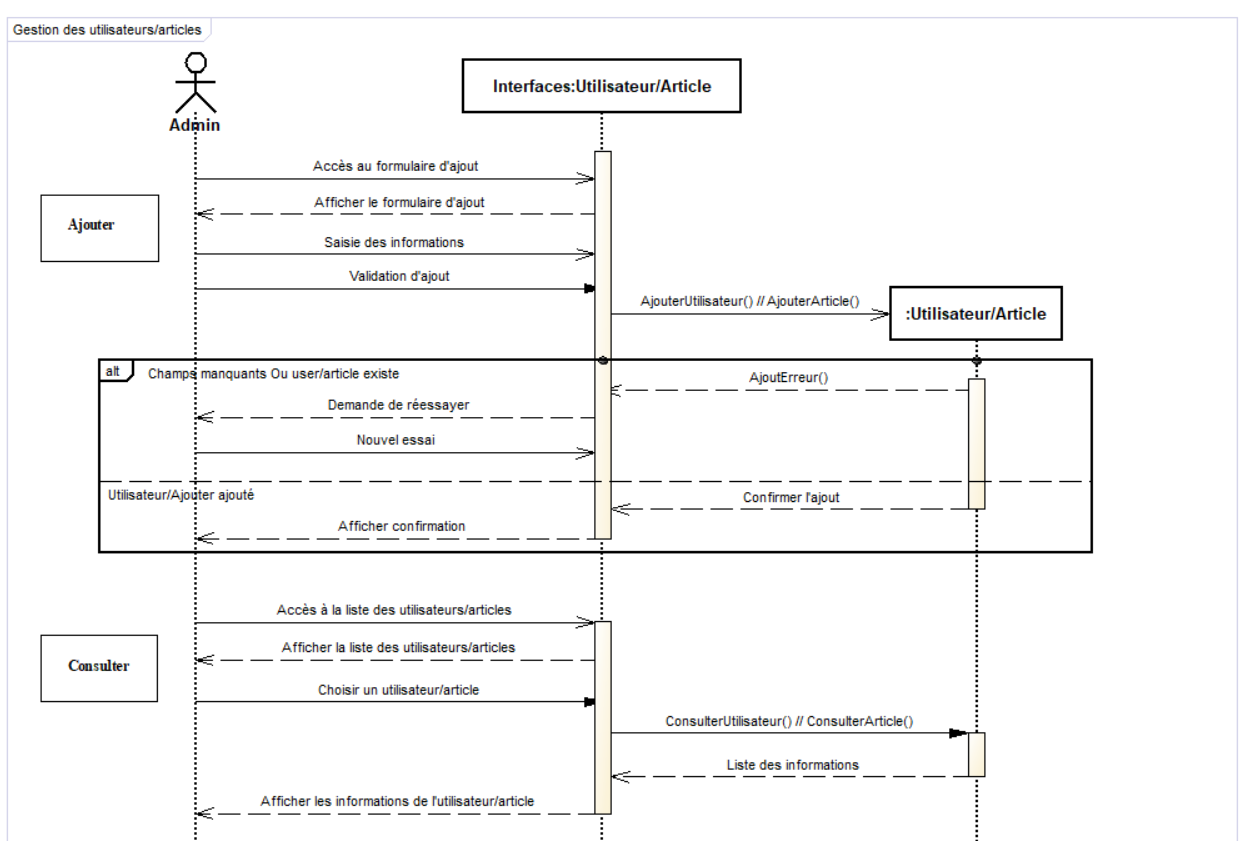 Gestion des utilisateurs/articles
Interfaces:Utilisateur/Article
Admin
Accès au formulaire d'ajout
Afficher le formulaire d'ajout
Ajouter
Saisie des informations
Validation d'ajout
AjouterUtilisateur() // AjouterArticle()
:Utilisateur/Article
alt
Champs manquants Ou user/article existe
AjoutErreur()
Demande de réessayer
Nouvel essai
Utilisateur/Ajouter ajouté
Confirmer l'ajout
Afficher confirmation
Accès à la liste des utilisateurs/articles
Afficher la liste des utilisateurs/articles
Consulter
Choisir un utilisateur/article
ConsulterUtilisateur() // ConsulterArticle()
Liste des informations
Afficher les informations de l'utilisateur/article